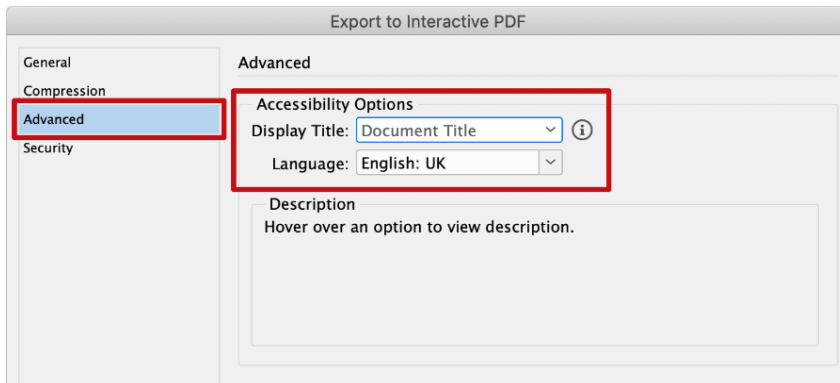 Export to Interactive PDF
General
Compression
Advanced
Security
Advanced
Accessibility Options
Display Title: Document Title
Language: English: UK
Description
Hover over an option to view description.